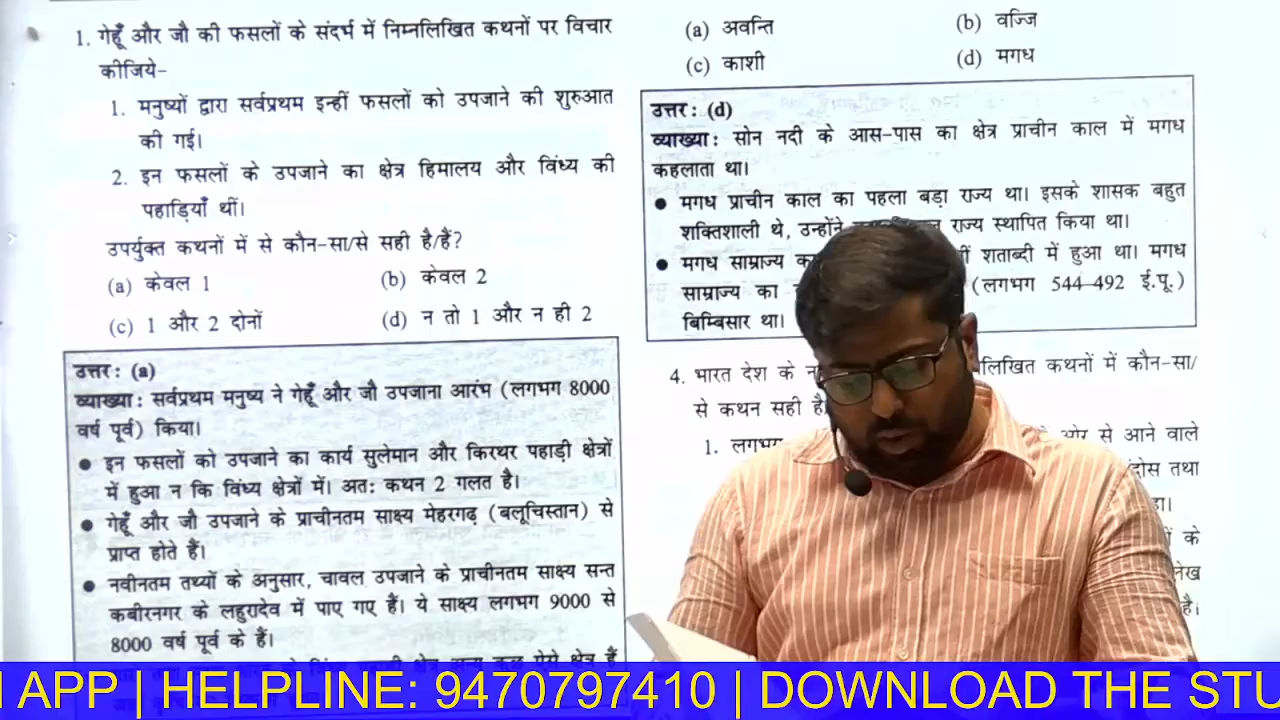 1. गेहूँ और जौ की फसलों के संदर्भ में निम्नलिखित कथनों पर विचार
कीजिये-
1. मनुष्यों द्वारा सर्वप्रथम इन्हीं फसलों को उपजाने की शुरुआत
की गई।
2. इन फसलों के उपजाने का क्षेत्र हिमालय और विंध्य की
पहाड़ियाँ थीं।
उपर्युक्त कथनों में से कौन-सा/से सही है/हैं?
(a) केवल 1 (b) केवल 2
(c) 1 और 2 दोनों (d) न तो 1 और न ही 2
उत्तर: (a)
व्याख्या: सर्वप्रथम मनुष्य ने गेहूँ और जौ उपजाना आरंभ (लगभग 8000
वर्ष पूर्व) किया।
● इन फसलों को उपजाने का कार्य सुलेमान और किरथर पहाड़ी क्षेत्रों
में हुआ न कि विंध्य क्षेत्रों में। अतः कथन 2 गलत है।
● गेहूँ और जौ उपजाने के प्राचीनतम साक्ष्य मेहरगढ़ (बलूचिस्तान) से
प्राप्त होते हैं।
● नवीनतम तथ्यों के अनुसार, चावल उपजाने के प्राचीनतम साक्ष्य सन्त
कबीरनगर के लहुरादेव में पाए गए हैं। ये साक्ष्य लगभग 9000 से
8000 वर्ष पूर्व के हैं।
(a) अवन्ति (b) वज्जि
(c) काशी (d) मगध
उत्तर: (d)
व्याख्या: सोन नदी के आस-पास का क्षेत्र प्राचीन काल में मगध
कहलाता था।
● मगध प्राचीन काल का पहला बड़ा राज्य था। इसके शासक बहुत
शक्तिशाली थे, उन्होंने राज्य स्थापित किया था।
● मगध साम्राज्य शताब्दी में हुआ था। मगध
साम्राज्य का (लगभग 544-492 ई.पू.)
बिम्बिसार था।
4. भारत देश के कथनों में कौन-सा/
से कथन सही
1. ओर से आने वाले
तथा
के
है।
APP | HELPLINE: 9470797410 | DOWNLOAD THE